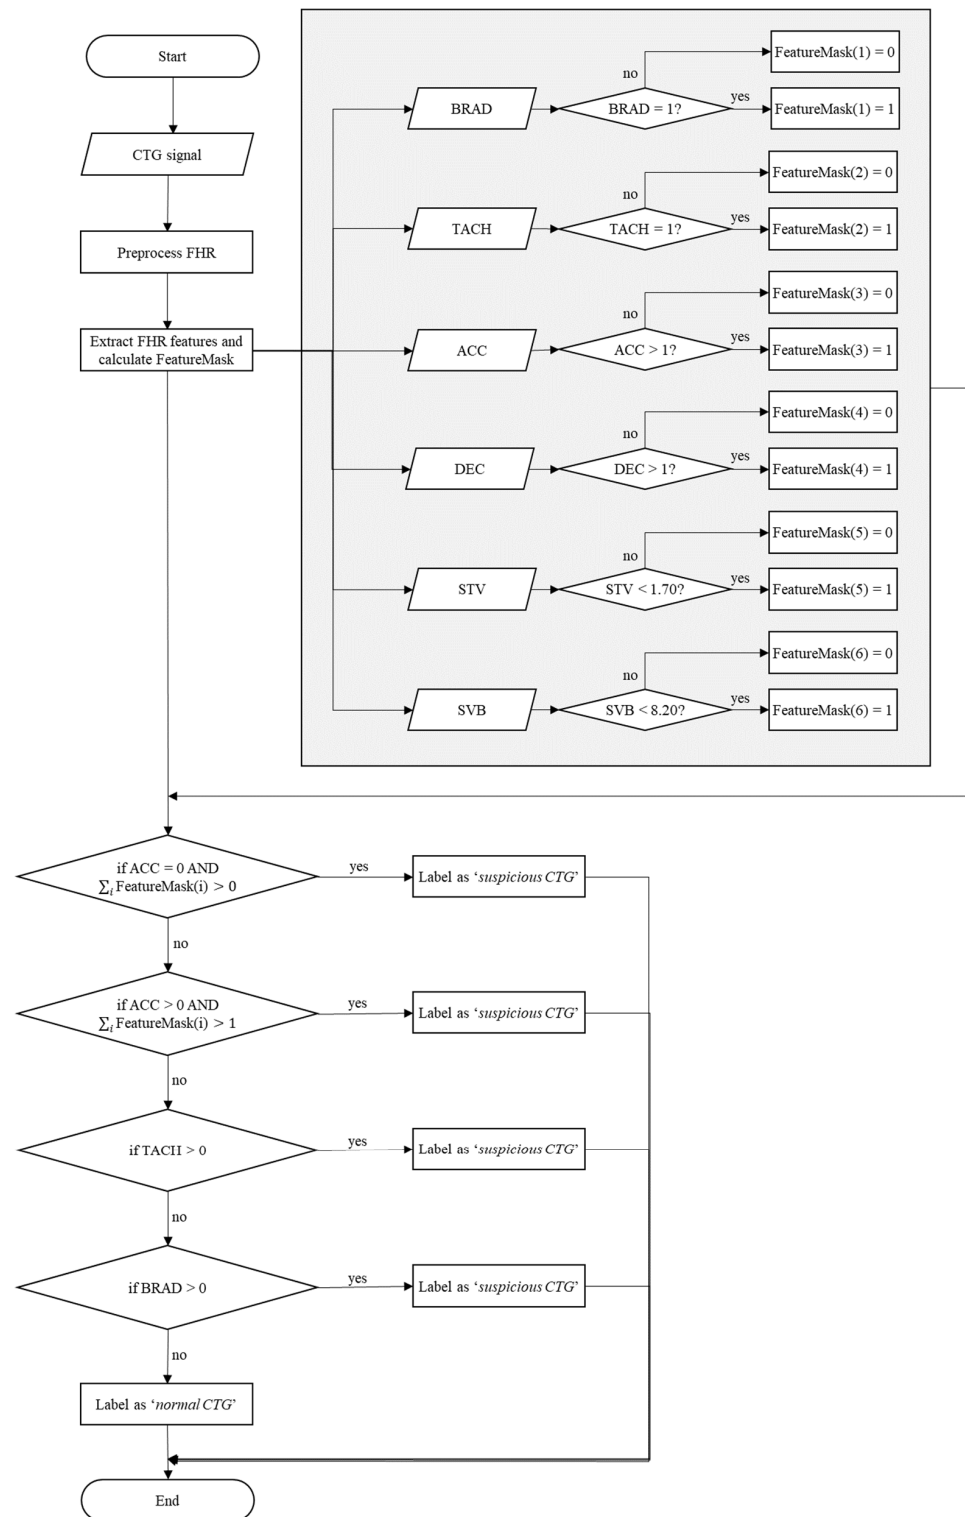 Start
CTG signal
Preprocess FHR
Extract FHR features and
calculate FeatureMask
FeatureMask(1) = 0
no
BRAD
BRAD = 1?
yes
FeatureMask(1) = 1
FeatureMask(2) = 0
no
TACH
TACH = 1?
yes
FeatureMask(2) = 1
FeatureMask(3) = 0
no
ACC
ACC > 1?
yes
FeatureMask(3) = 1
FeatureMask(4) = 0
no
DEC
DEC > 1?
yes
FeatureMask(4) = 1
FeatureMask(5) = 0
no
STV
STV < 1.70?
yes
FeatureMask(5) = 1
FeatureMask(6) = 0
no
SVB
SVB < 8.20?
yes
FeatureMask(6) = 1
if ACC = 0 AND
∑i FeatureMask(i) > 0
yes
Label as ‘suspicious CTG’
no
if ACC > 0 AND
∑i FeatureMask(i) > 1
yes
Label as ‘suspicious CTG’
no
if TACH > 0
yes
Label as ‘suspicious CTG’
no
if BRAD > 0
yes
Label as ‘suspicious CTG’
no
Label as ‘normal CTG’
End